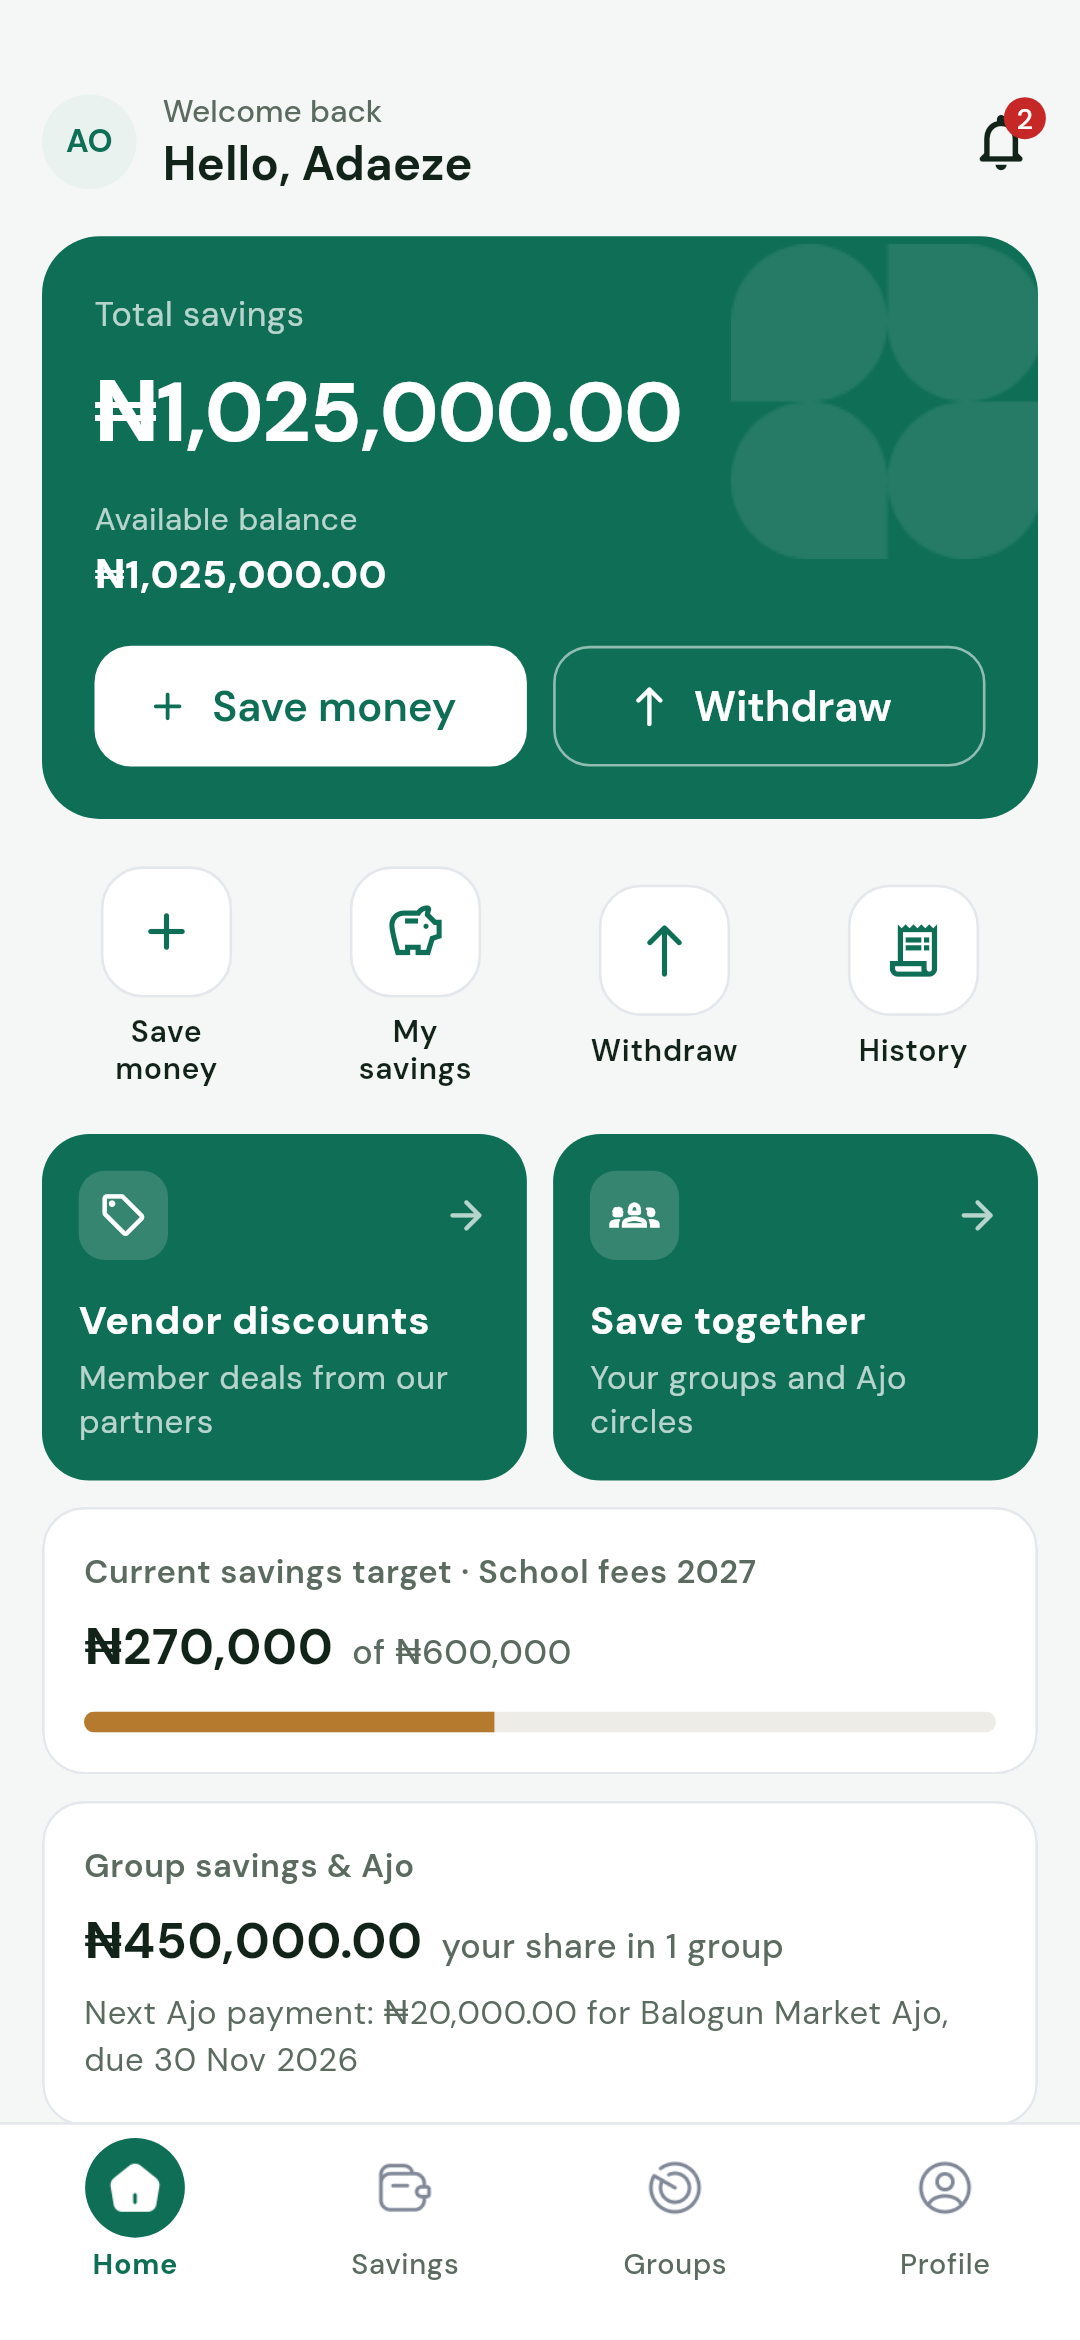 AO
Welcome back
Hello, Adaeze
2
Total savings
₦1,025,000.00
Available balance
₦1,025,000.00
Save money
Withdraw
Save
money
My
savings
Withdraw
History
Vendor discounts
Member deals from our
partners
Save together
Your groups and Ajo
circles
Current savings target · School fees 2027
₦270,000 of ₦600,000
Group savings & Ajo
₦450,000.00 your share in 1 group
Next Ajo payment: ₦20,000.00 for Balogun Market Ajo,
due 30 Nov 2026
Home
Savings
Groups
Profile